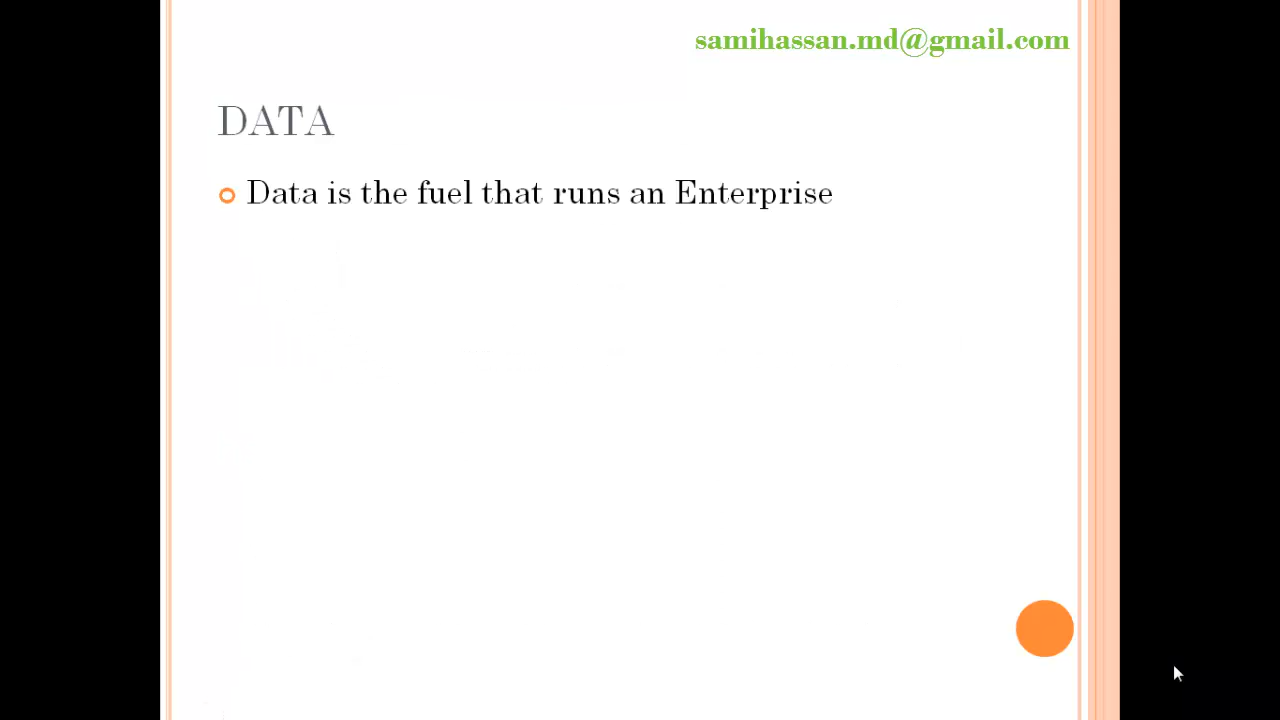 samihassan.md@gmail.com
DATA
Data is the fuel that runs an Enterprise